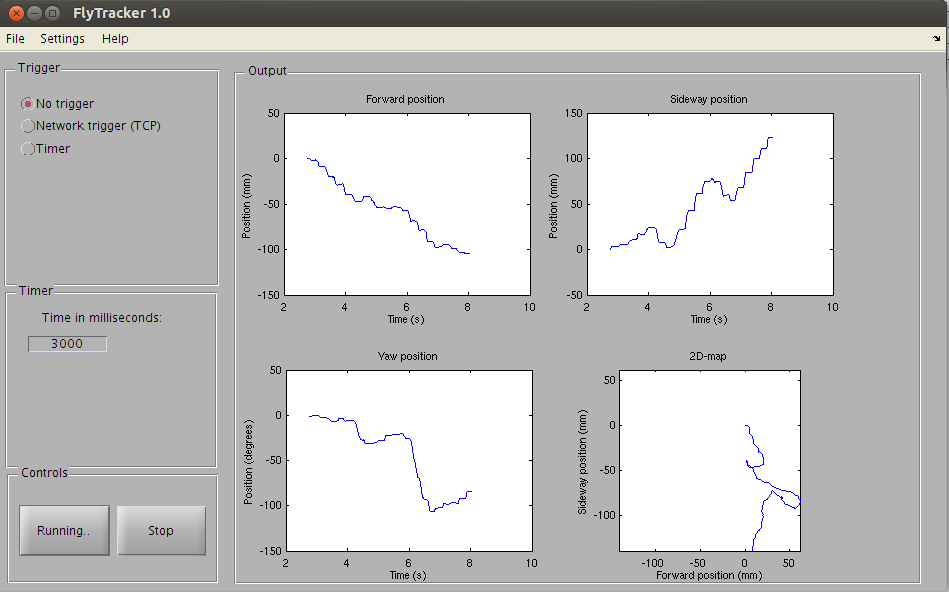 FlyTracker 1.0
File Settings Help
Trigger
No trigger
Network trigger (TCP)
Timer
Timer
Time in milliseconds:
3000
Controls
Running..
Stop
Output
Forward position
50
0
-50
-100
-150
Position (mm)
2 4 6 8 10
Time (s)
Sideway position
150
100
50
0
-50
Position (mm)
2 4 6 8 10
Time (s)
Yaw position
50
0
-50
-100
-150
Position (degrees)
2 4 6 8 10
Time (s)
2D-map
50
0
-50
-100
Sideway position (mm)
-100 -50 0 50
Forward position (mm)